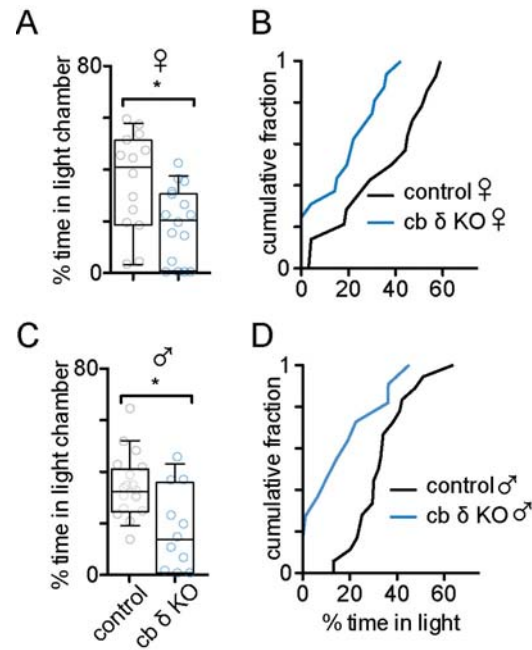 A
♀
80
*
% time in light chamber
0
B
1
cumulative fraction
control ♀
cb δ KO ♀
0
0 20 40 60
C
♂
80
*
% time in light chamber
0
control
cb δ KO
D
1
cumulative fraction
control ♂
cb δ KO ♂
0
0 20 40 60
% time in light